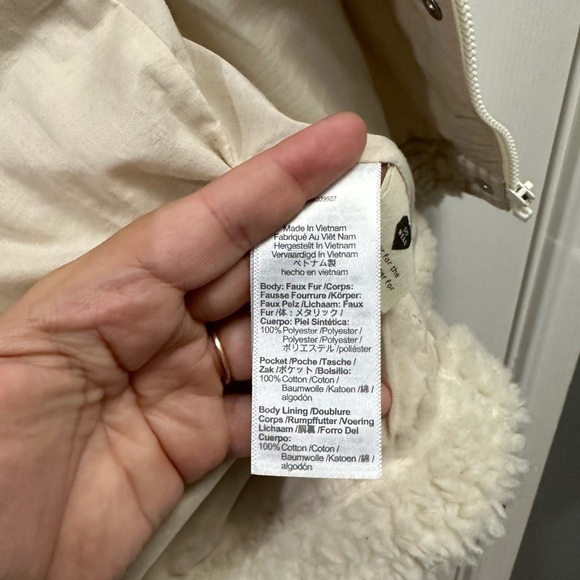 339927
Made In Vietnam
Fabriqué Au Viêt Nam
Hergestellt In Vietnam
Vervaardigd In Vietnam
ベトナム製
hecho en vietnam
Body: Faux Fur /Corps:
Fausse Fourrure /Körper:
Faux Pelz /Lichaam: Faux
Fur /体 : メタリック /
Cuerpo: Piel Sintética:
100% Polyester /Polyester /
Polyester /Polyester /
ポリエステル /poliéster
Pocket /Poche /Tasche /
Zak /ポケット /Bolsillo:
100% Cotton /Coton /
Baumwolle /Katoen /綿 /
algodón
Body Lining /Doublure
Corps /Rumpffutter /Voering
Lichaam /胴裏 /Forro Del
Cuerpo:
100% Cotton /Coton /
Baumwolle /Katoen /綿 /
algodón
for the
for